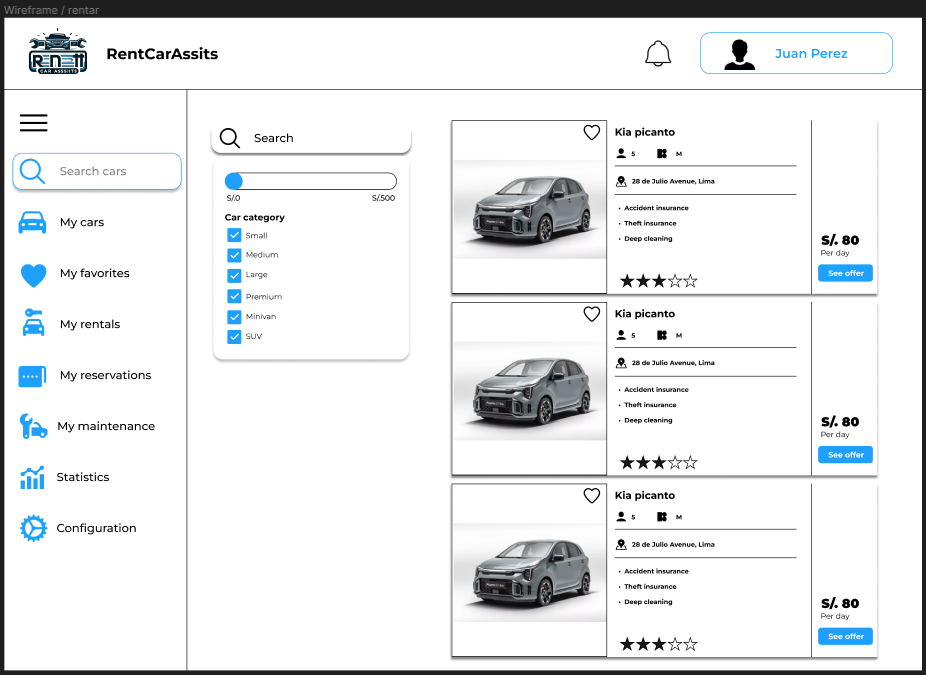 Wireframe / rentar
RENTT
CAR ASSSITS
RentCarAssits
Juan Perez
Search cars
My cars
My favorites
My rentals
My reservations
My maintenance
Statistics
Configuration
Search
S/.0
S/.500
Car category
Small
Medium
Large
Premium
Minivan
SUV
Kia picanto
5 M
28 de Julio Avenue, Lima
• Accident insurance
• Theft insurance
• Deep cleaning
S/. 80
Per day
See offer
Kia picanto
5 M
28 de Julio Avenue, Lima
• Accident insurance
• Theft insurance
• Deep cleaning
S/. 80
Per day
See offer
Kia picanto
5 M
28 de Julio Avenue, Lima
• Accident insurance
• Theft insurance
• Deep cleaning
S/. 80
Per day
See offer